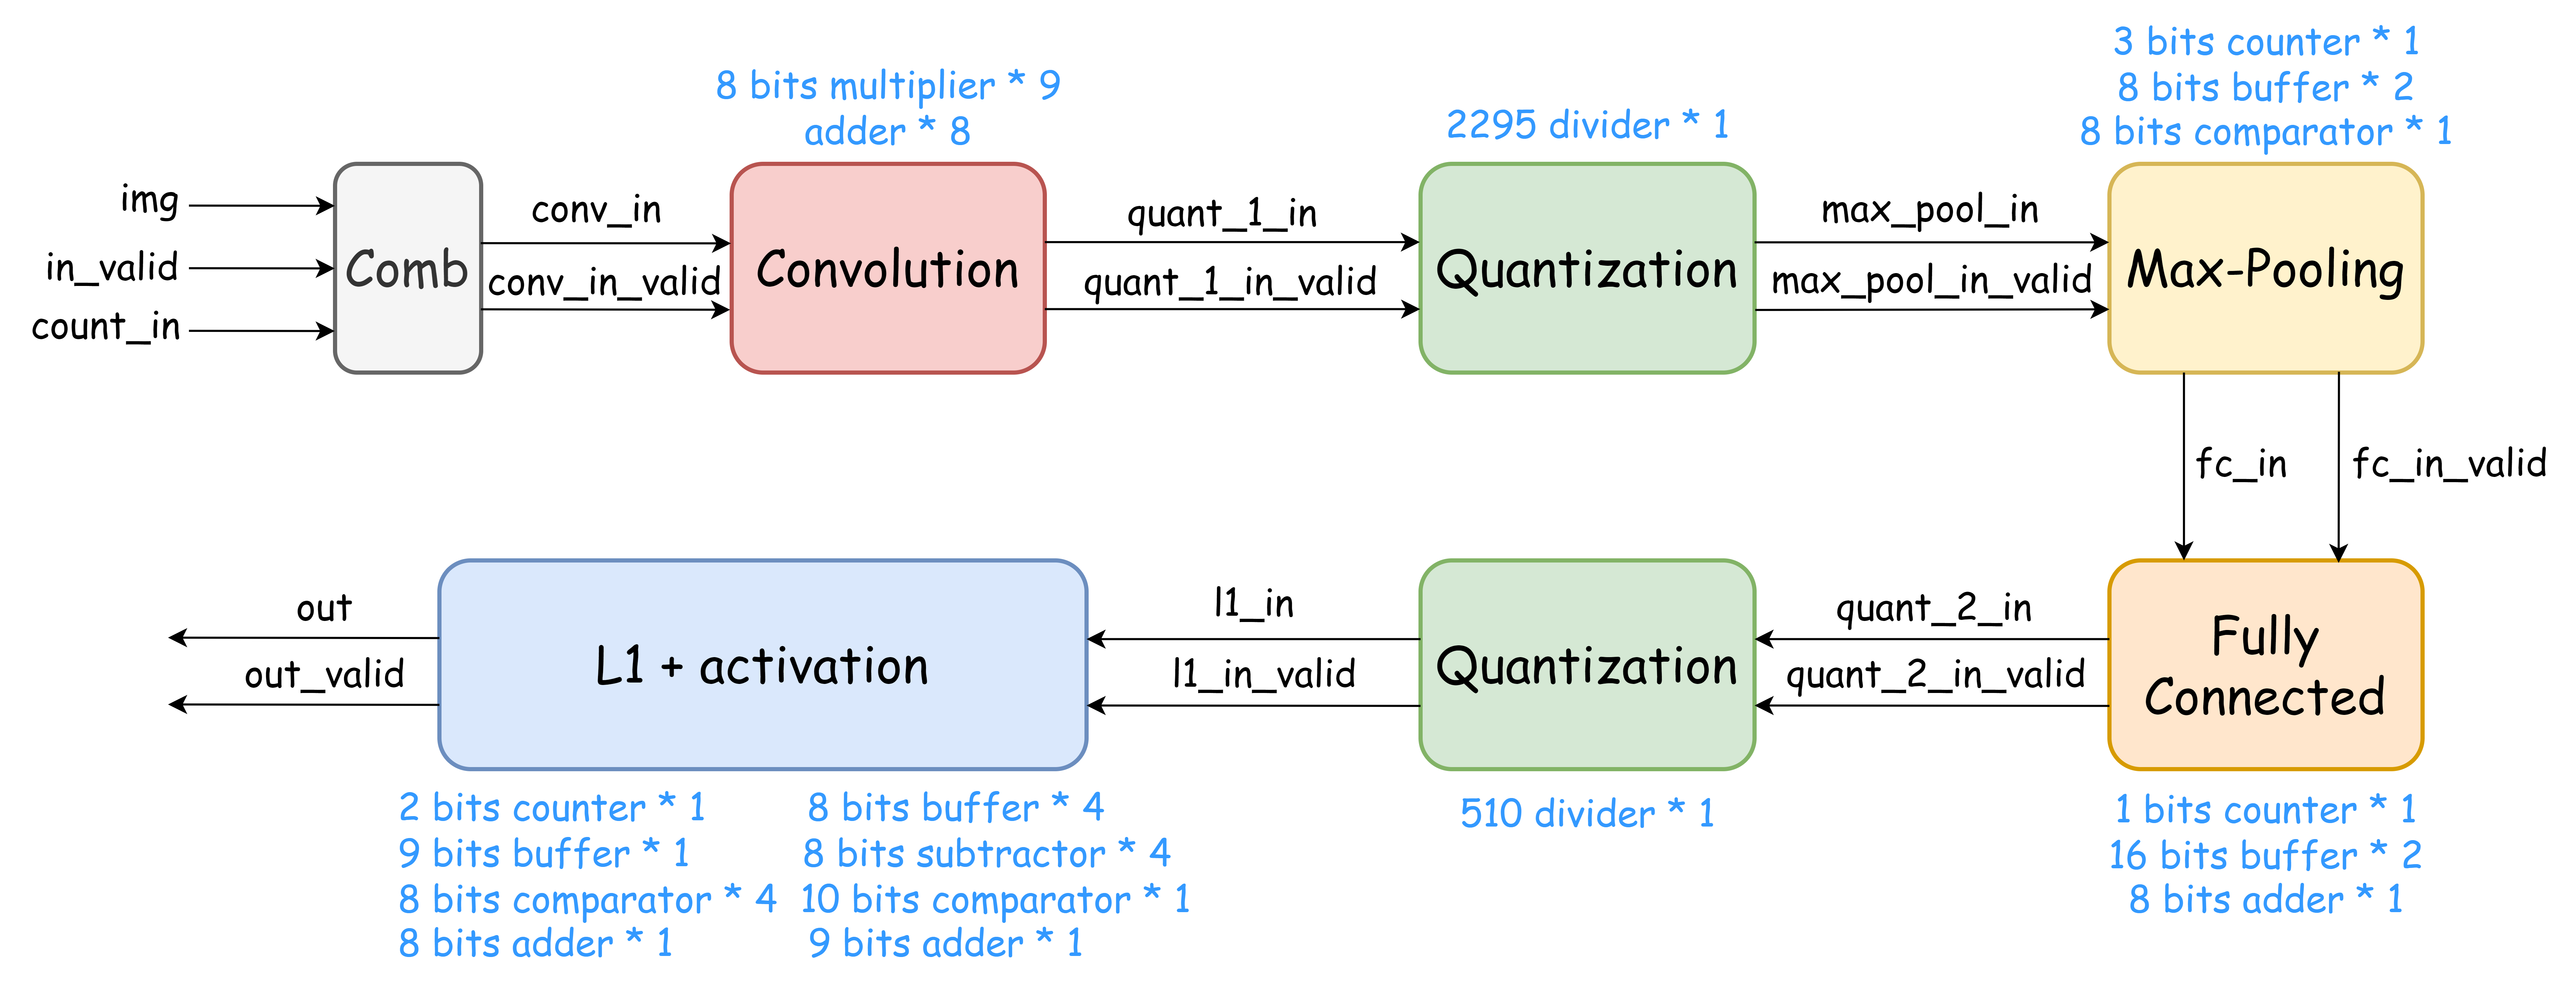 img
in_valid
count_in
Comb
conv_in
conv_in_valid
8 bits multiplier * 9
adder * 8
Convolution
quant_1_in
quant_1_in_valid
2295 divider * 1
Quantization
max_pool_in
max_pool_in_valid
3 bits counter * 1
8 bits buffer * 2
8 bits comparator * 1
Max-Pooling
fc_in
fc_in_valid
Fully
Connected
1 bits counter * 1
16 bits buffer * 2
8 bits adder * 1
quant_2_in
quant_2_in_valid
Quantization
510 divider * 1
l1_in
l1_in_valid
L1 + activation
2 bits counter * 1
9 bits buffer * 1
8 bits comparator * 4
8 bits adder * 1
8 bits buffer * 4
8 bits subtractor * 4
10 bits comparator * 1
9 bits adder * 1
out
out_valid